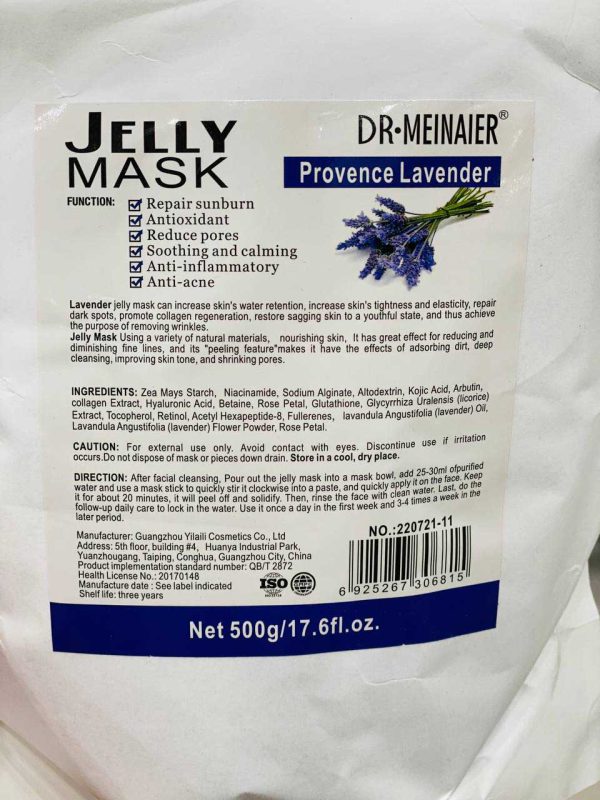 JELLY
MASK
DR·MEINAIER®
Provence Lavender
FUNCTION:
Repair sunburn
Antioxidant
Reduce pores
Soothing and calming
Anti-inflammatory
Anti-acne
Lavender jelly mask can increase skin's water retention, increase skin's tightness and elasticity, repair
dark spots, promote collagen regeneration, restore sagging skin to a youthful state, and thus achieve
the purpose of removing wrinkles.
Jelly Mask Using a variety of natural materials, nourishing skin, It has great effect for reducing and
diminishing fine lines, and its "peeling feature"makes it have the effects of adsorbing dirt, deep
cleansing, improving skin tone, and shrinking pores.
INGREDIENTS: Zea Mays Starch, Niacinamide, Sodium Alginate, Altodextrin, Kojic Acid, Arbutin,
collagen Extract, Hyaluronic Acid, Betaine, Rose Petal, Glutathione, Glycyrrhiza Uralensis (licorice)
Extract, Tocopherol, Retinol, Acetyl Hexapeptide-8, Fullerenes, lavandula Angustifolia (lavender) Oil,
Lavandula Angustifolia (lavender) Flower Powder, Rose Petal.
CAUTION: For external use only. Avoid contact with eyes. Discontinue use if irritation
occurs.Do not dispose of mask or pieces down drain. Store in a cool, dry place.
DIRECTION: After facial cleansing, Pour out the jelly mask into a mask bowl, add 25-30ml ofpurified
water and use a mask stick to quickly stir it clockwise into a paste, and quickly apply it on the face. Keep
it for about 20 minutes, it will peel off and solidify. Then, rinse the face with clean water. Last, do the
follow-up daily care to lock in the water. Use it once a day in the first week and 3-4 times a week in the
later period.
Manufacturer: Guangzhou Yilaili Cosmetics Co., Ltd
Address: 5th floor, building #4, Huanya Industrial Park,
Yuanzhougang, Taiping, Conghua, Guangzhou City, China
Product implementation standard number: QB/T 2872
Health License No.: 20170148
Manufacture date : See label indicated
Shelf life: three years
ISO
NO.:220721-11
6 925267 306815
Net 500g/17.6fl.oz.